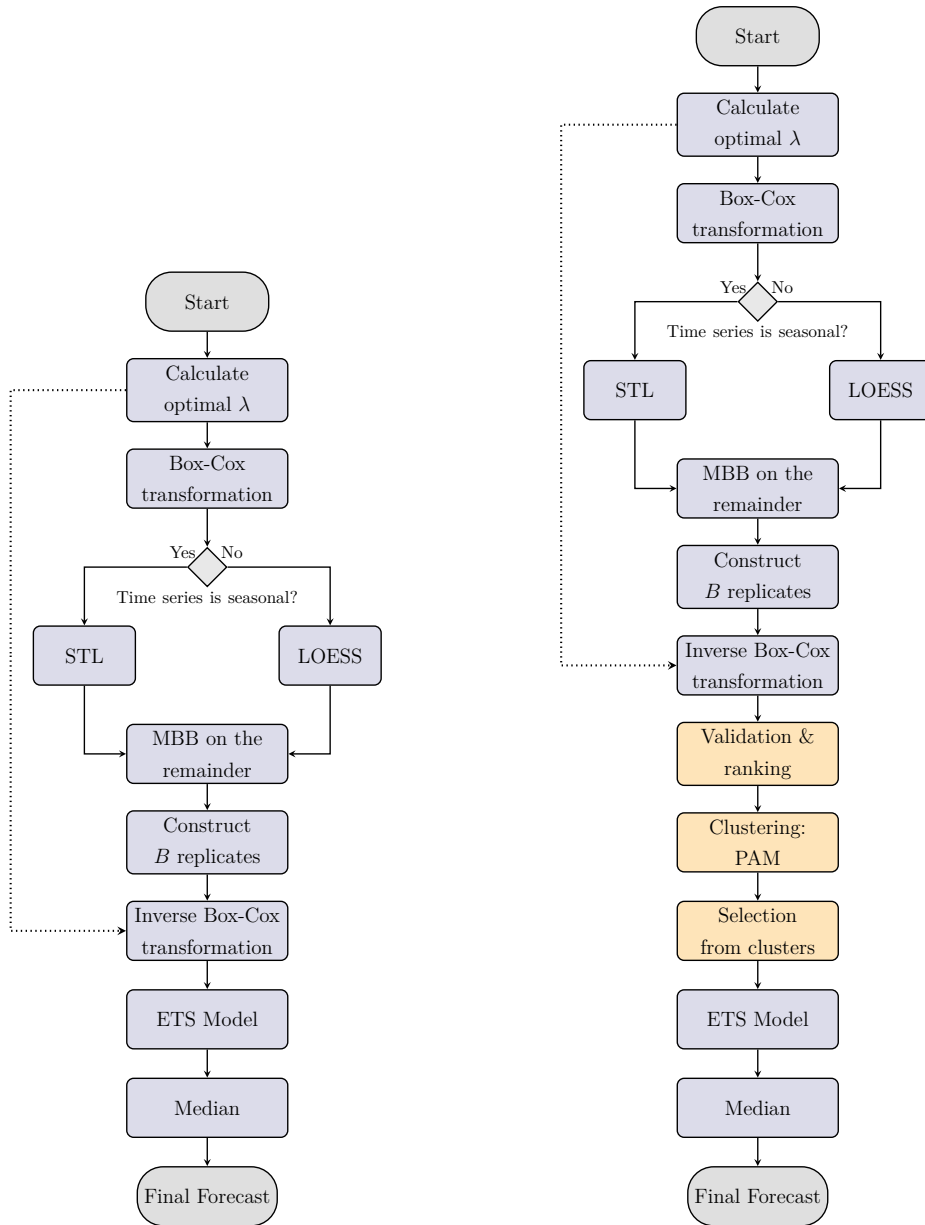 Start
Calculate
optimal λ
Box-Cox
transformation
Yes
No
Time series is seasonal?
STL
LOESS
MBB on the
remainder
Construct
B replicates
Inverse Box-Cox
transformation
ETS Model
Median
Final Forecast
Start
Calculate
optimal λ
Box-Cox
transformation
Yes
No
Time series is seasonal?
STL
LOESS
MBB on the
remainder
Construct
B replicates
Inverse Box-Cox
transformation
Validation &
ranking
Clustering:
PAM
Selection
from clusters
ETS Model
Median
Final Forecast